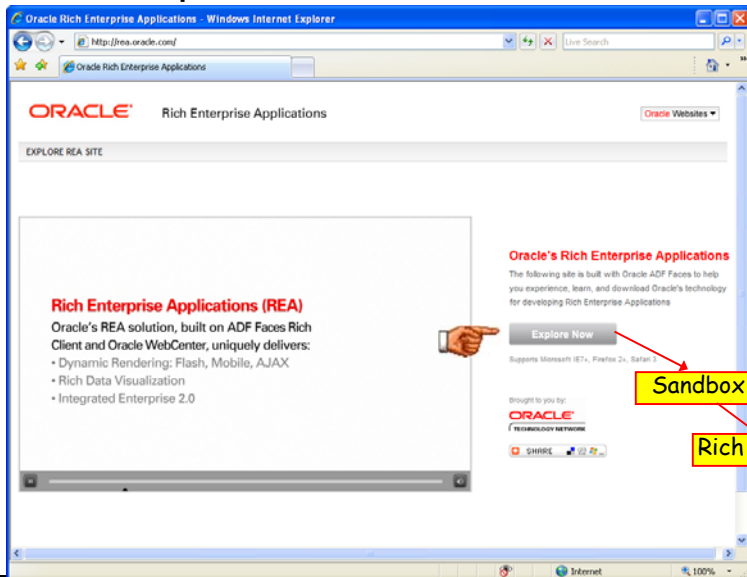 Oracle Rich Enterprise Applications - Windows Internet Explorer
http://rea.oracle.com/
Live Search
Oracle Rich Enterprise Applications
ORACLE
Rich Enterprise Applications
Oracle Websites
EXPLORE REA SITE
Rich Enterprise Applications (REA)
Oracle's REA solution, built on ADF Faces Rich
Client and Oracle WebCenter, uniquely delivers:
• Dynamic Rendering: Flash, Mobile, AJAX
• Rich Data Visualization
• Integrated Enterprise 2.0
Oracle's Rich Enterprise Applications
The following site is built with Oracle ADF Faces to help
you experience, learn, and download Oracle's technology
for developing Rich Enterprise Applications
Explore Now
Supports Microsoft IE7+, Firefox 2+, Safari 3
Sandbox
Brought to you by:
ORACLE
TECHNOLOGY NETWORK
Rich
SHARE
Internet
100%